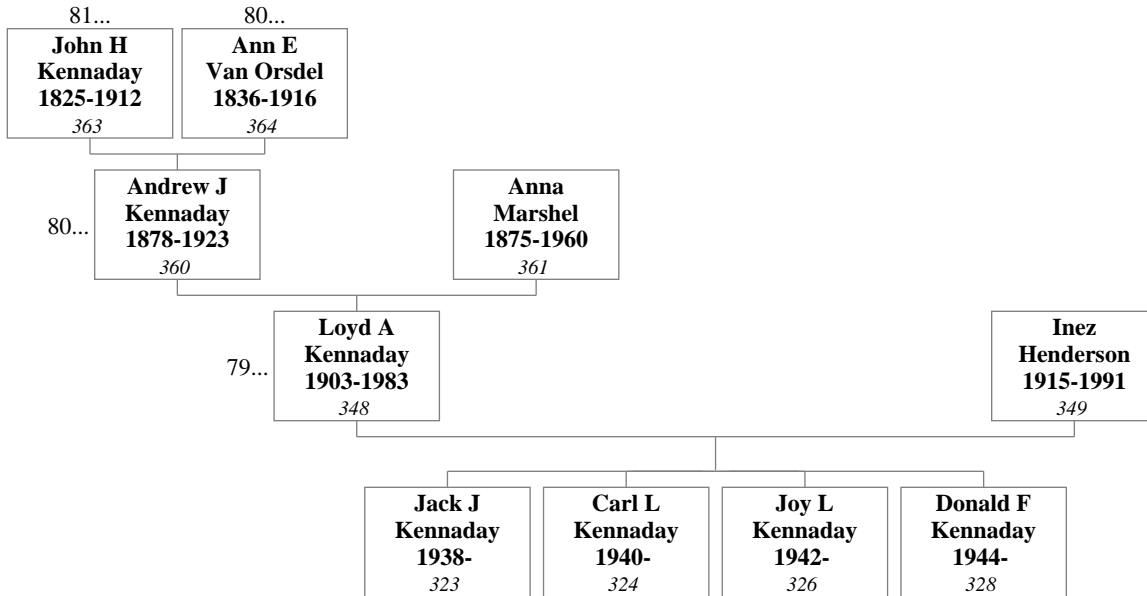 81...
80...
John H
Kennaday
1825-1912
363
Ann E
Van Orsdel
1836-1916
364
80...
Andrew J
Kennaday
1878-1923
360
Anna
Marshel
1875-1960
361
79...
Loyd A
Kennaday
1903-1983
348
Inez
Henderson
1915-1991
349
Jack J
Kennaday
1938-
323
Carl L
Kennaday
1940-
324
Joy L
Kennaday
1942-
326
Donald F
Kennaday
1944-
328